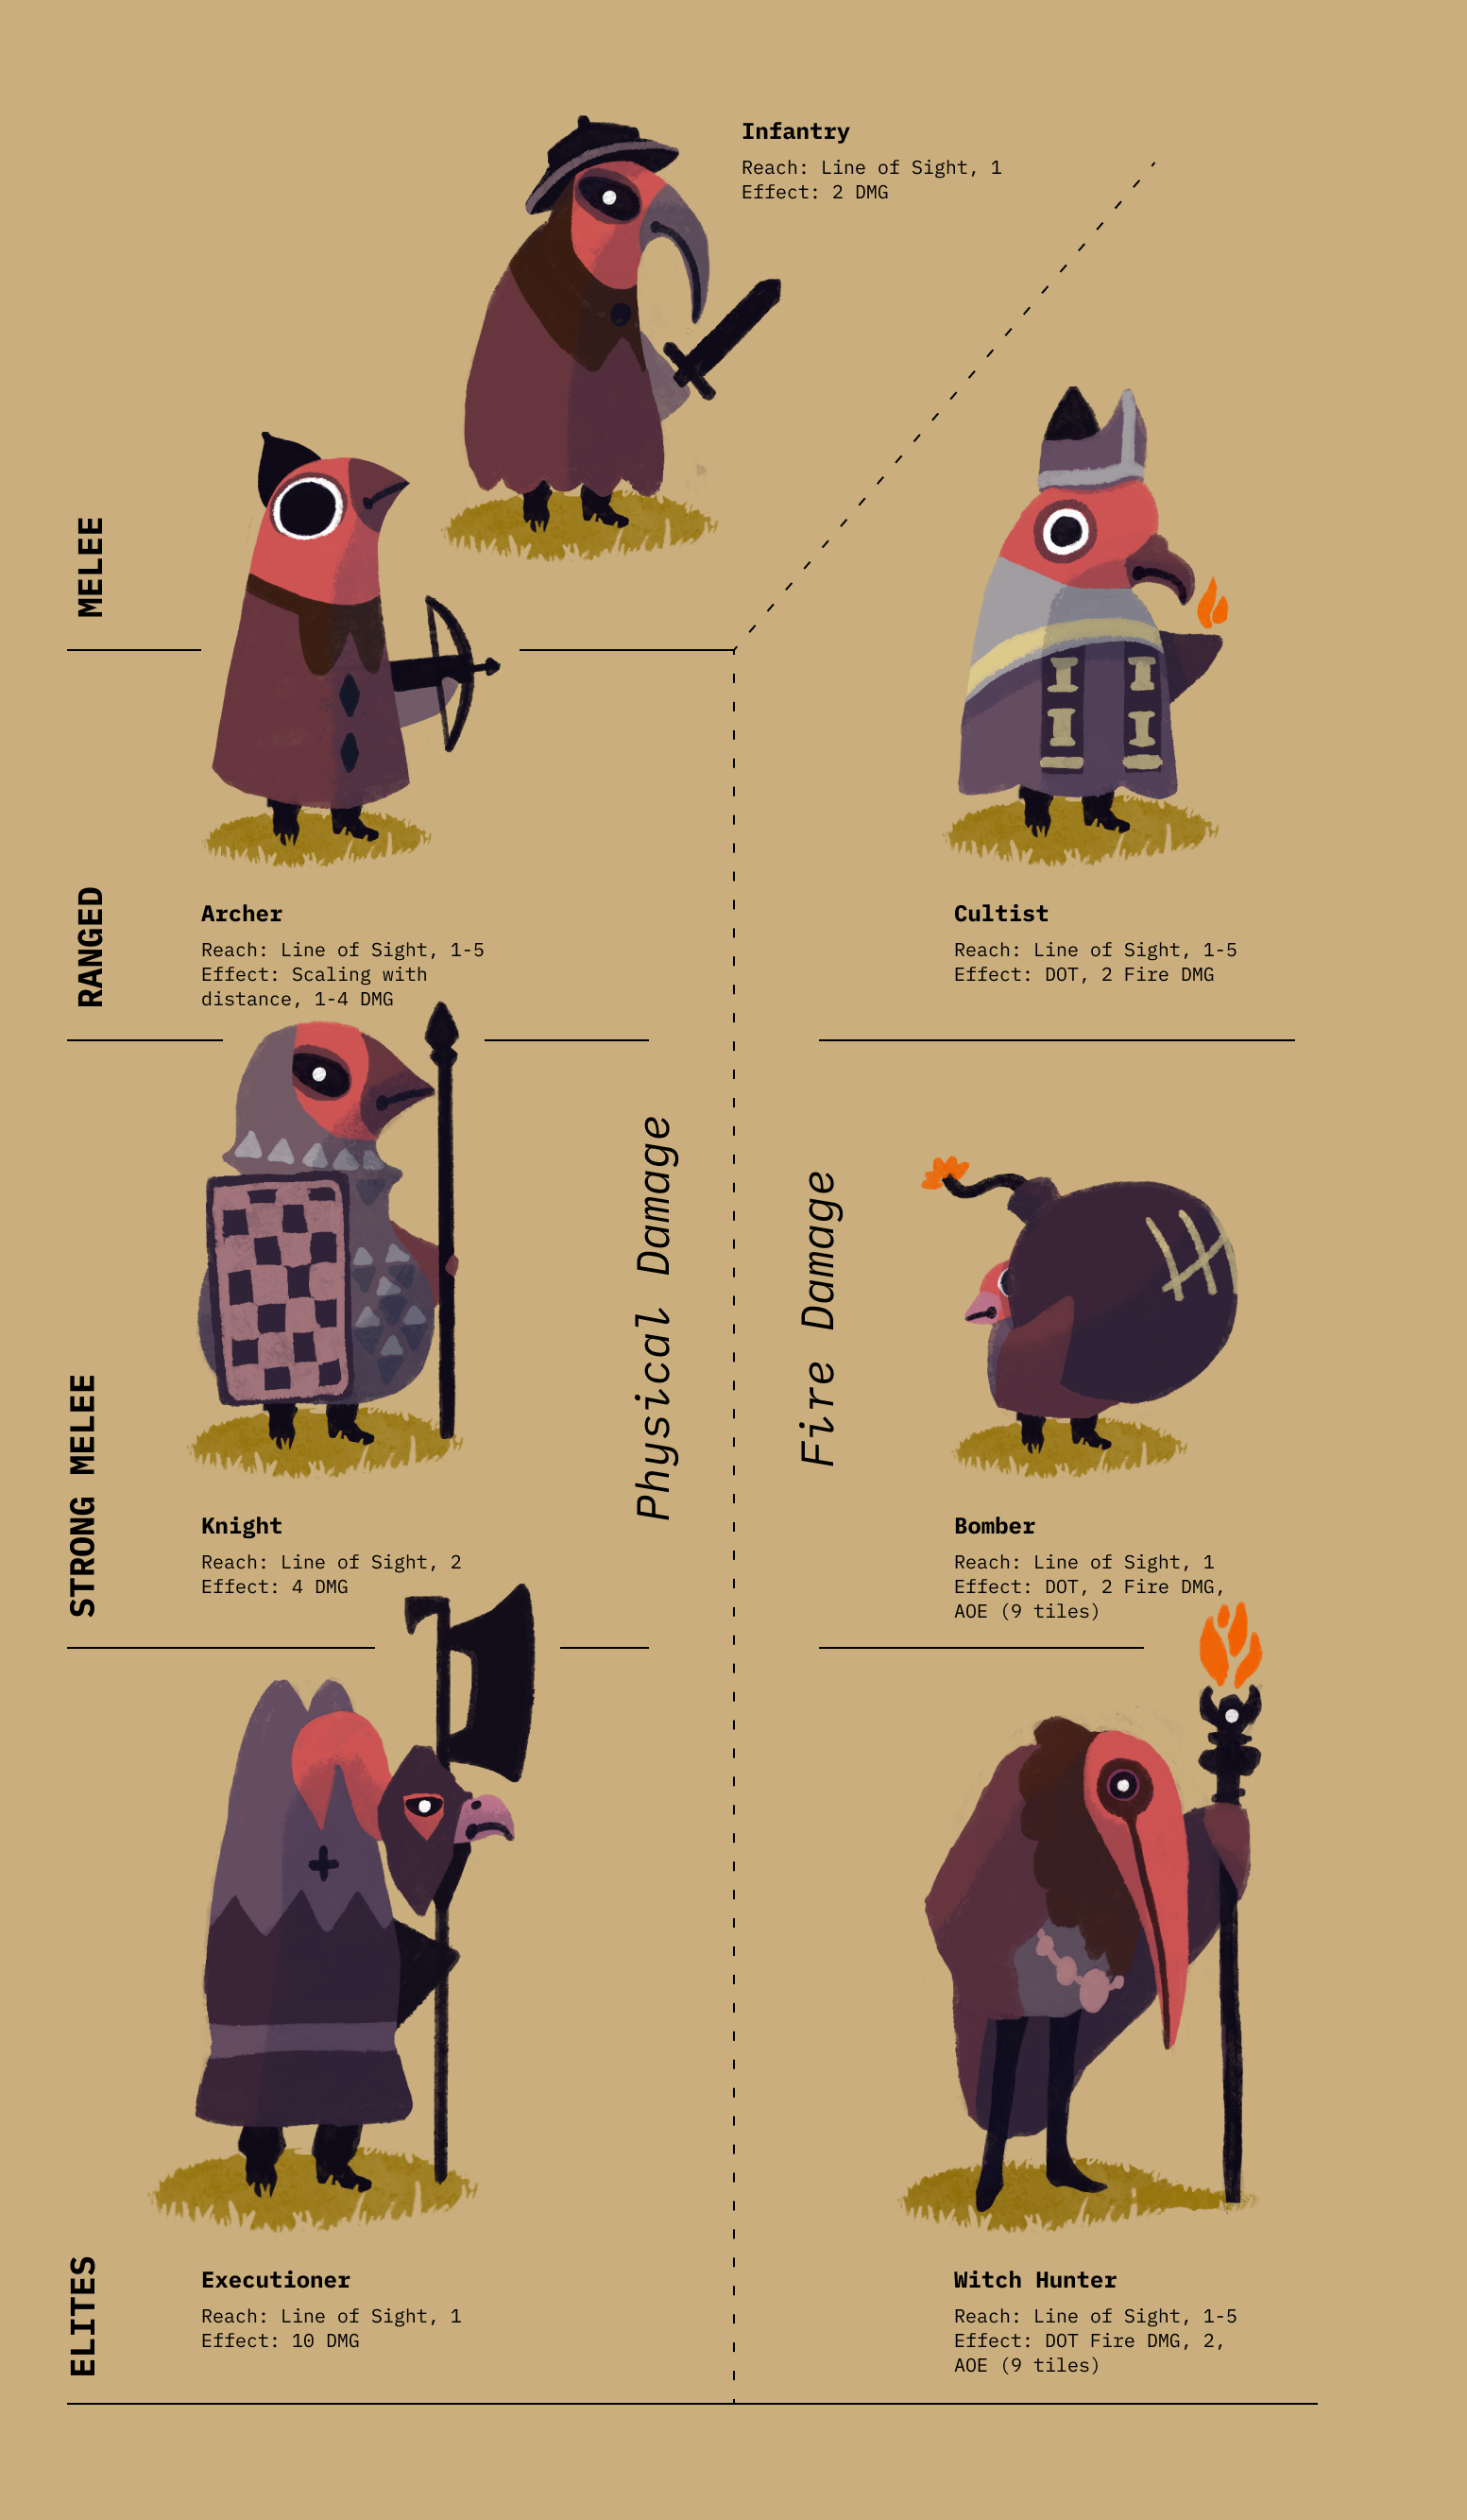 Infantry
Reach: Line of Sight, 1
Effect: 2 DMG
MELEE
RANGED
Archer
Reach: Line of Sight, 1-5
Effect: Scaling with
distance, 1-4 DMG
Cultist
Reach: Line of Sight, 1-5
Effect: DOT, 2 Fire DMG
Physical Damage
Fire Damage
STRONG MELEE
Knight
Reach: Line of Sight, 2
Effect: 4 DMG
Bomber
Reach: Line of Sight, 1
Effect: DOT, 2 Fire DMG,
AOE (9 tiles)
ELITES
Executioner
Reach: Line of Sight, 1
Effect: 10 DMG
Witch Hunter
Reach: Line of Sight, 1-5
Effect: DOT Fire DMG, 2,
AOE (9 tiles)